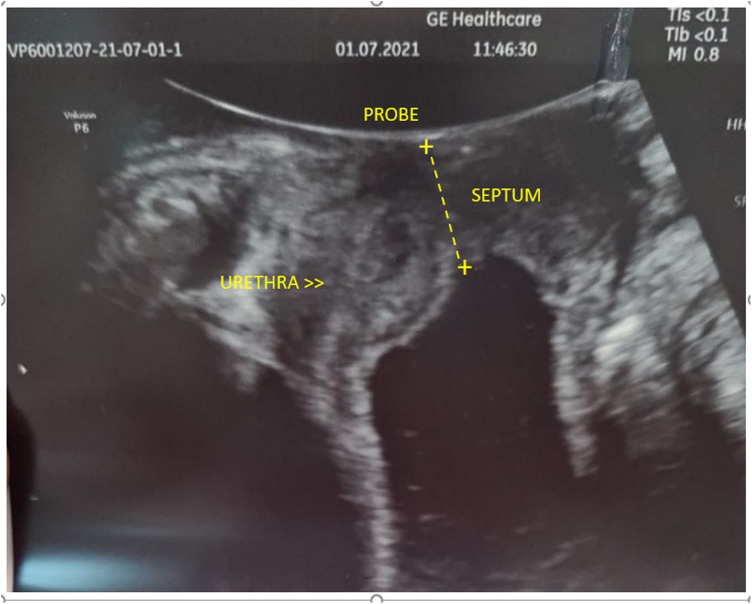 GE Healthcare
TIs <0.1
TIb <0.1
MI 0.8
VP6001207-21-07-01-1 01.07.2021 11:46:30
Voluson
P6
PROBE
SEPTUM
URETHRA >>